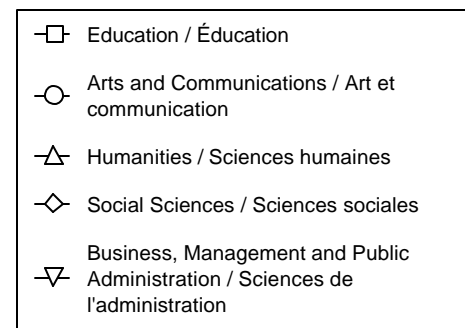 Education / Éducation
Arts and Communications / Art et
communication
Humanities / Sciences humaines
Social Sciences / Sciences sociales
Business, Management and Public
Administration / Sciences de
l'administration